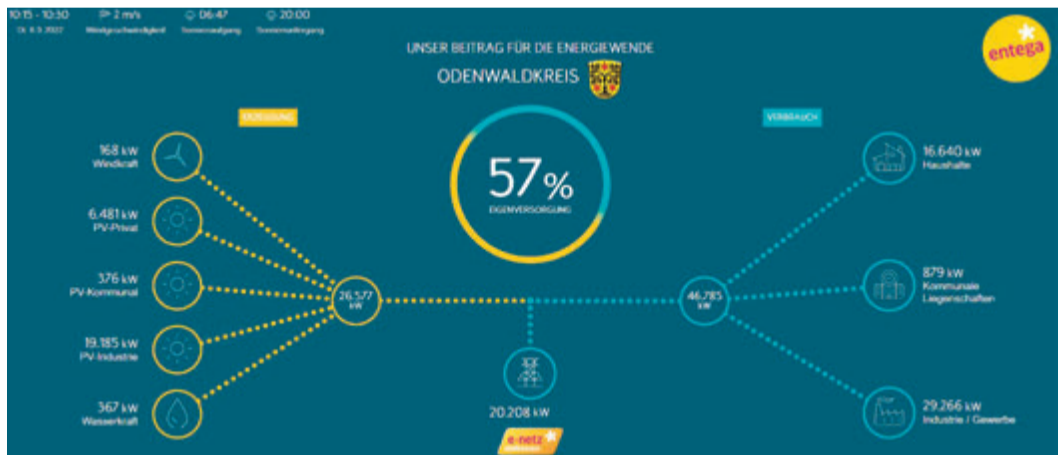 10:15 - 10:30
2 m/s
Windgeschwindigkeit
06:47
Sonnenaufgang
20:00
Sonnenuntergang
UNSER BEITRAG FÜR DIE ENERGIEWENDE
ODENWALDKREIS
entega
ERZEUGUNG
VERBRAUCH
57%
EIGENVERSORGUNG
168 kW
Windkraft
6.481 kW
PV-Privat
376 kW
PV-Kommunal
19.185 kW
PV-Industrie
367 kW
Wasserkraft
26.577
kW
46.785
kW
20.208 kW
e-netz
16.640 kW
Haushalte
879 kW
Kommunale
Liegenschaften
29.266 kW
Industrie / Gewerbe